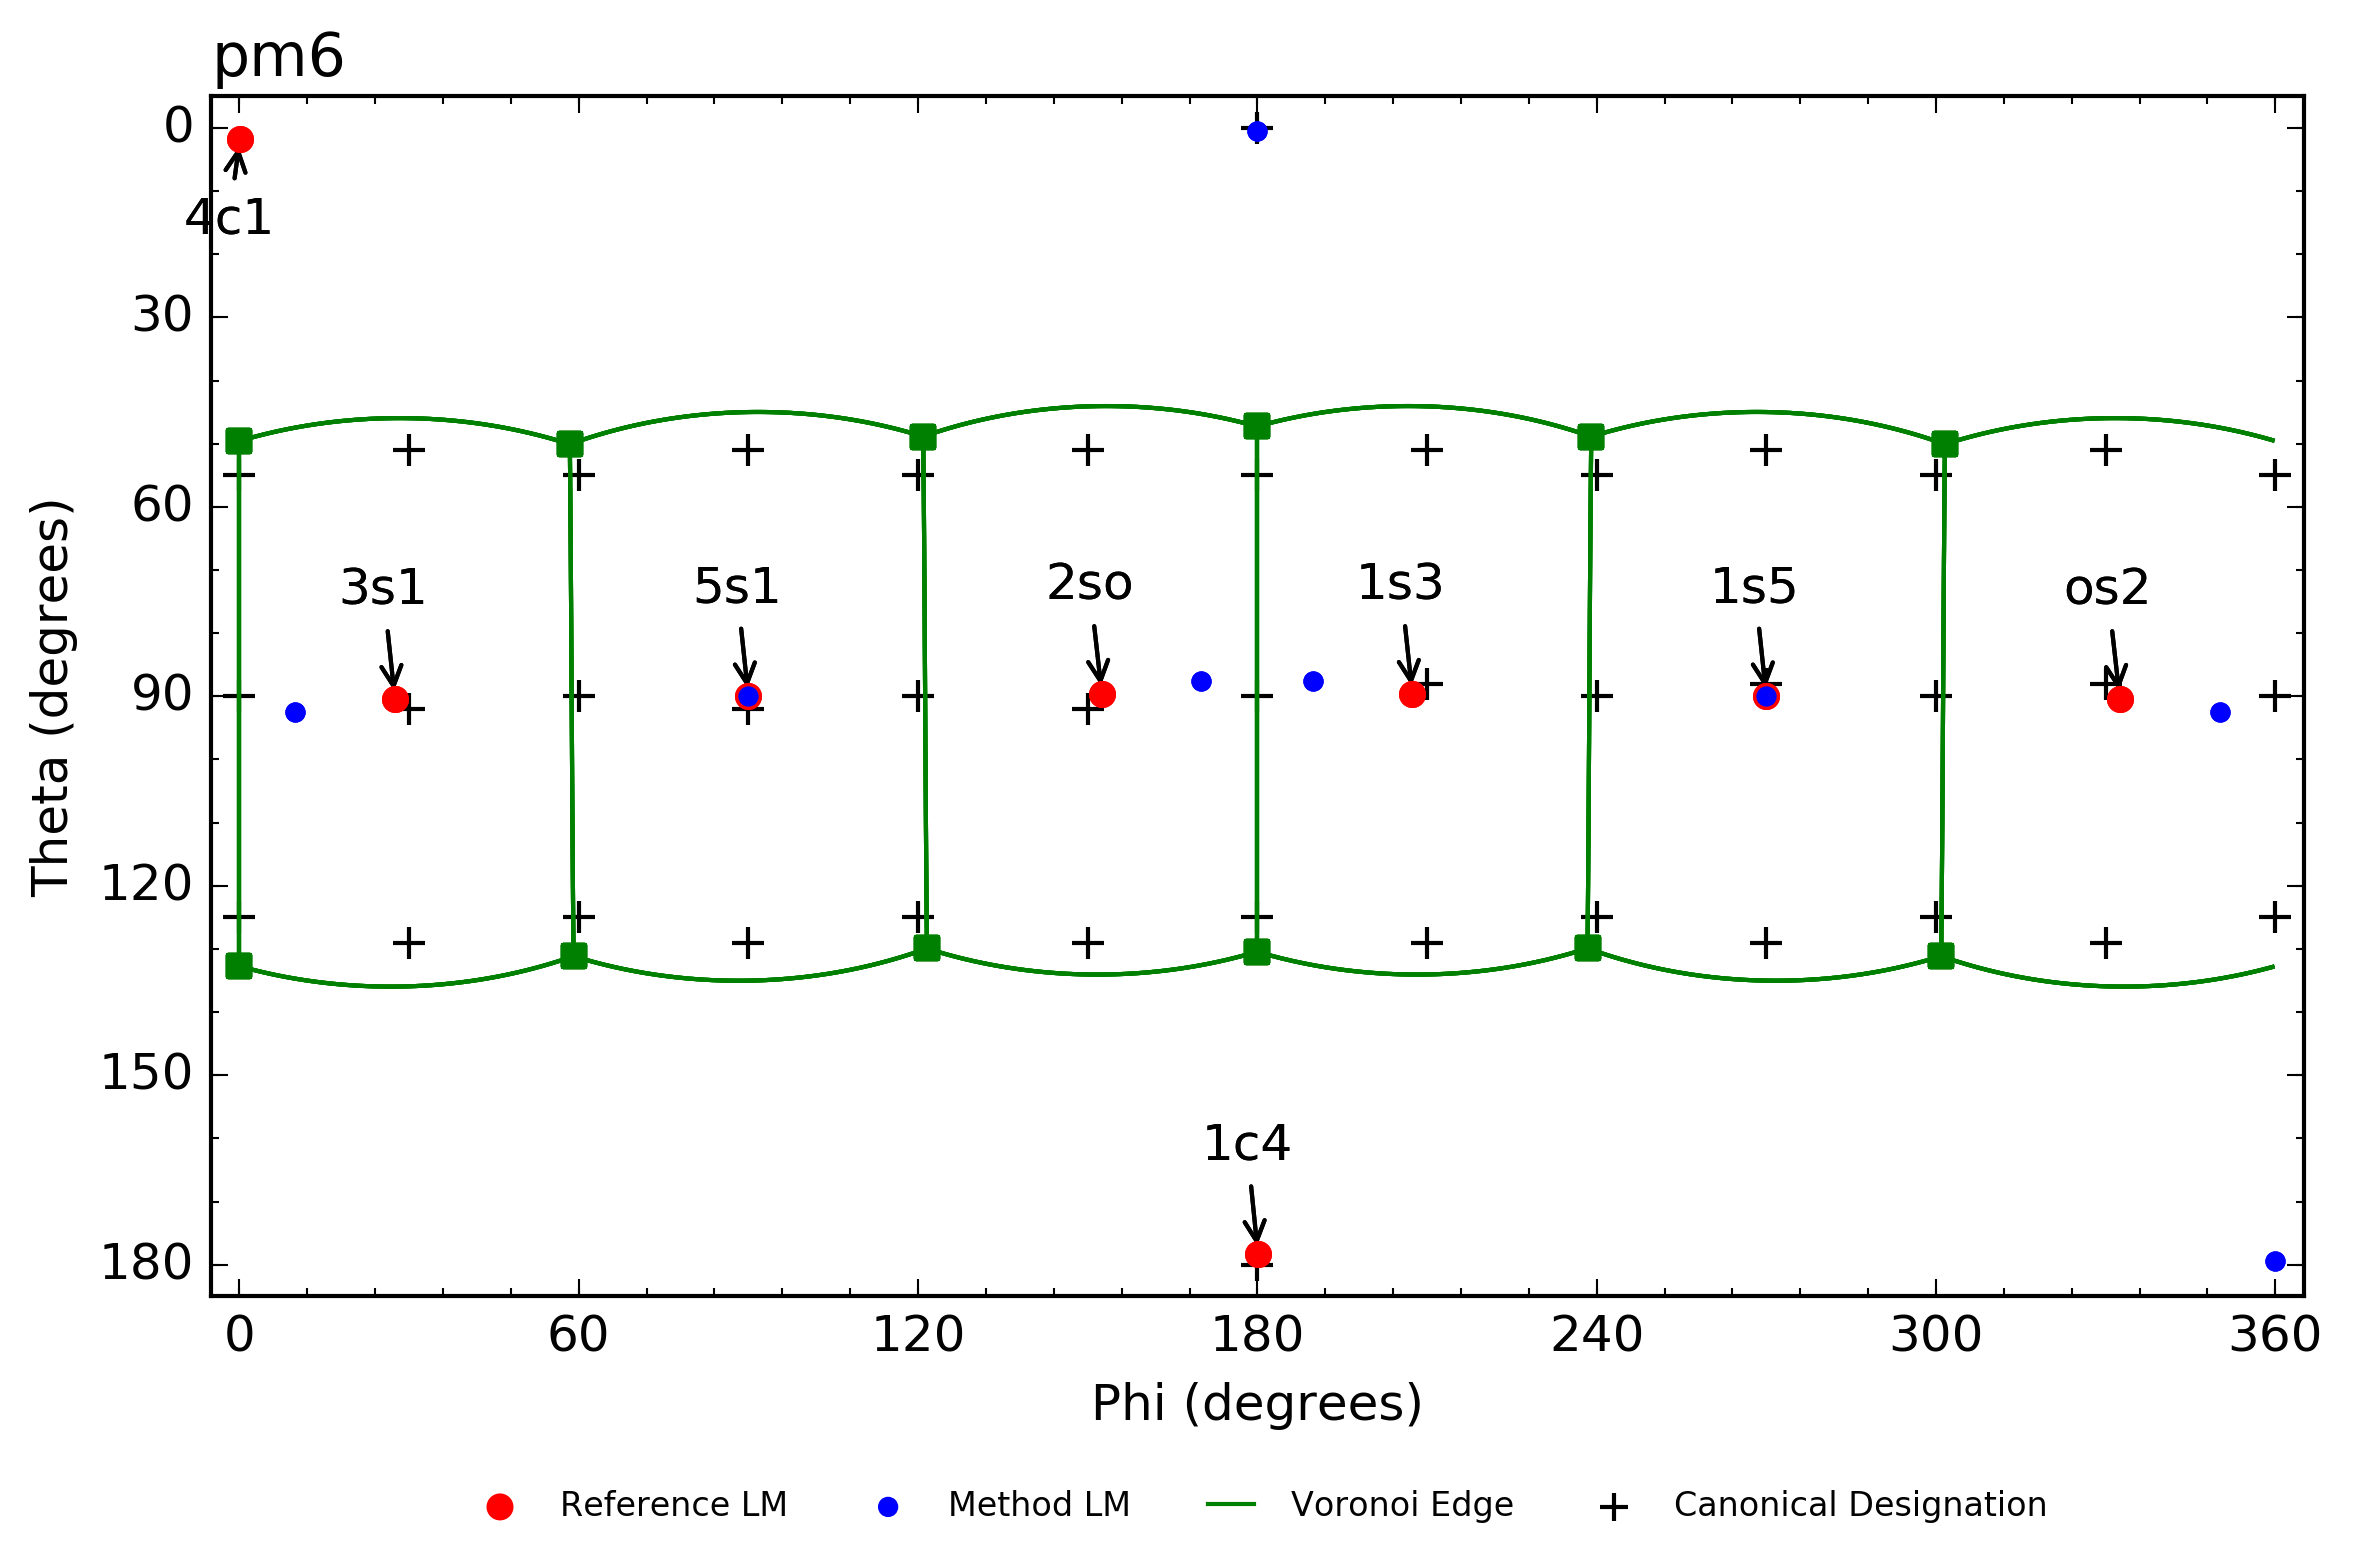 pm6
0
4c1
30
60
3s1
5s1
2so
1s3
1s5
os2
90
120
150
1c4
180
Theta (degrees)
0 60 120 180 240 300 360
Phi (degrees)
Reference LM Method LM Voronoi Edge Canonical Designation